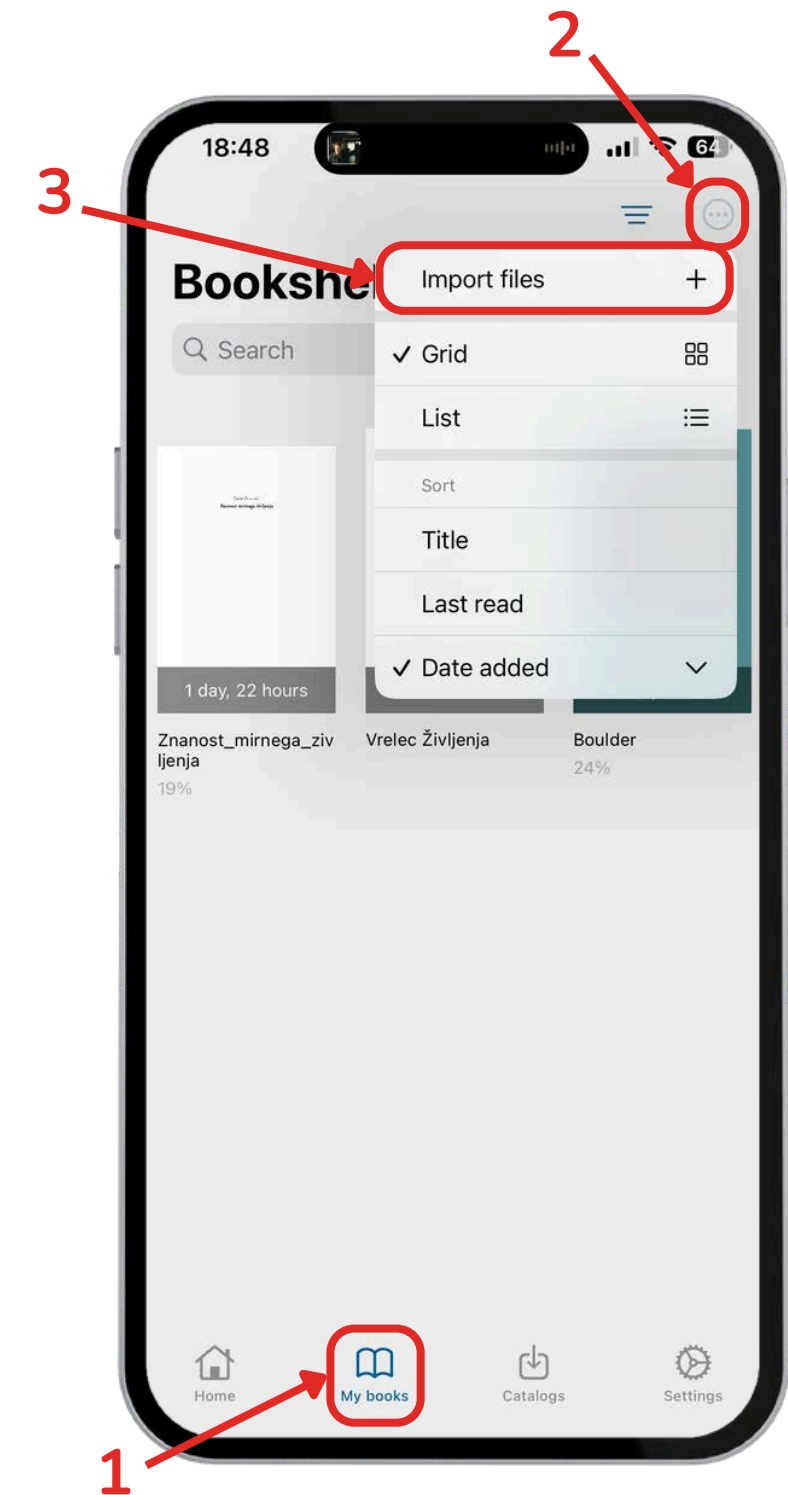 2
18:48
64
3
Bookshe
Import files
Search
Grid
List
Sort
Title
Last read
Date added
1 day, 22 hours
Znanost_mirnega_ziv
ljenja
19%
Vrelec Življenja
Boulder
24%
Home
My books
Catalogs
Settings
1